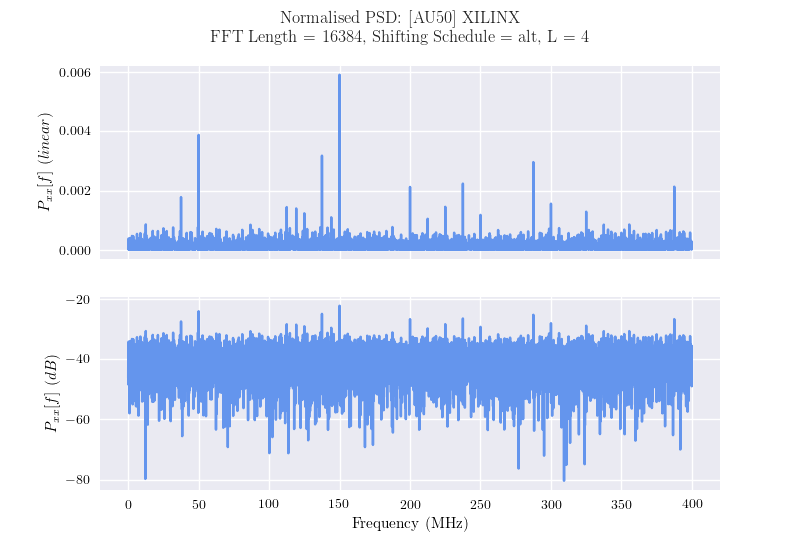 Normalised PSD: [AU50] XILINX
FFT Length = 16384, Shifting Schedule = alt, L = 4
0.006
0.004
0.002
0.000
P_{xx}[f] (linear)
−20
−40
−60
−80
P_{xx}[f] (dB)
0 50 100 150 200 250 300 350 400
Frequency (MHz)